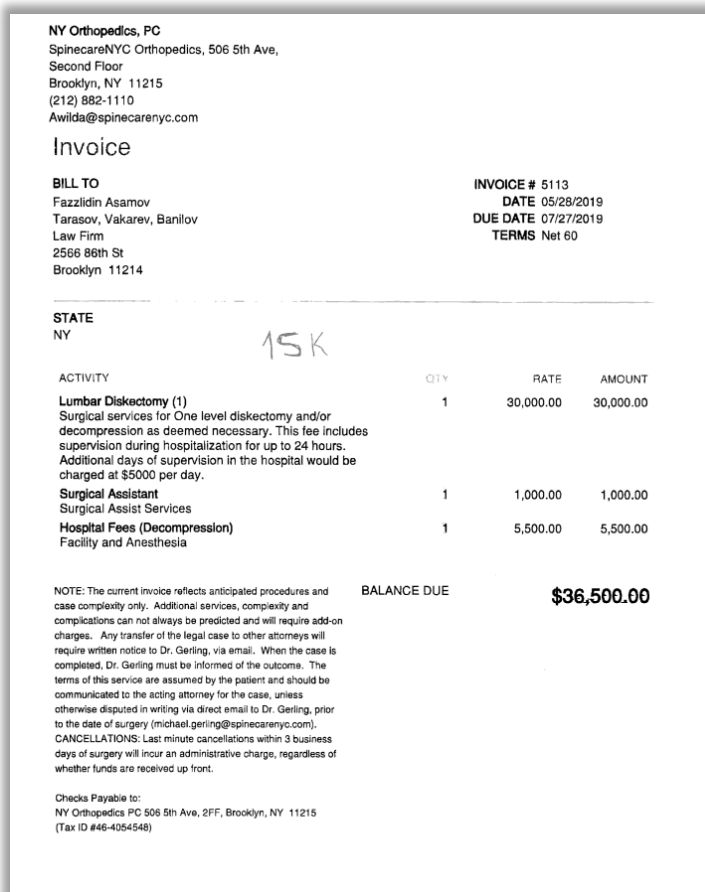 NY Orthopedics, PC
SpinecareNYC Orthopedics, 506 5th Ave,
Second Floor
Brooklyn, NY 11215
(212) 882-1110
Awilda@spinecarenyc.com
Invoice
BILL TO
Fazzlidin Asamov
Tarasov, Vakarev, Banilov
Law Firm
2566 86th St
Brooklyn 11214
INVOICE # 5113
DATE 05/28/2019
DUE DATE 07/27/2019
TERMS Net 60
STATE
NY
15K
ACTIVITY QTY RATE AMOUNT
Lumbar Diskectomy (1) 1 30,000.00 30,000.00
Surgical services for One level diskectomy and/or
decompression as deemed necessary. This fee includes
supervision during hospitalization for up to 24 hours.
Additional days of supervision in the hospital would be
charged at $5000 per day.
Surgical Assistant 1 1,000.00 1,000.00
Surgical Assist Services
Hospital Fees (Decompression) 1 5,500.00 5,500.00
Facility and Anesthesia
NOTE: The current invoice reflects anticipated procedures and
case complexity only. Additional services, complexity and
complications can not always be predicted and will require add-on
charges. Any transfer of the legal case to other attorneys will
require written notice to Dr. Gerling, via email. When the case is
completed, Dr. Gerling must be informed of the outcome. The
terms of this service are assumed by the patient and should be
communicated to the acting attorney for the case, unless
otherwise disputed in writing via direct email to Dr. Gerling, prior
to the date of surgery (michael.gerling@spinecarenyc.com).
CANCELLATIONS: Last minute cancellations within 3 business
days of surgery will incur an administrative charge, regardless of
whether funds are received up front.
BALANCE DUE $36,500.00
Checks Payable to:
NY Orthopedics PC 506 5th Ave, 2FF, Brooklyn, NY 11215
(Tax ID #46-4054548)